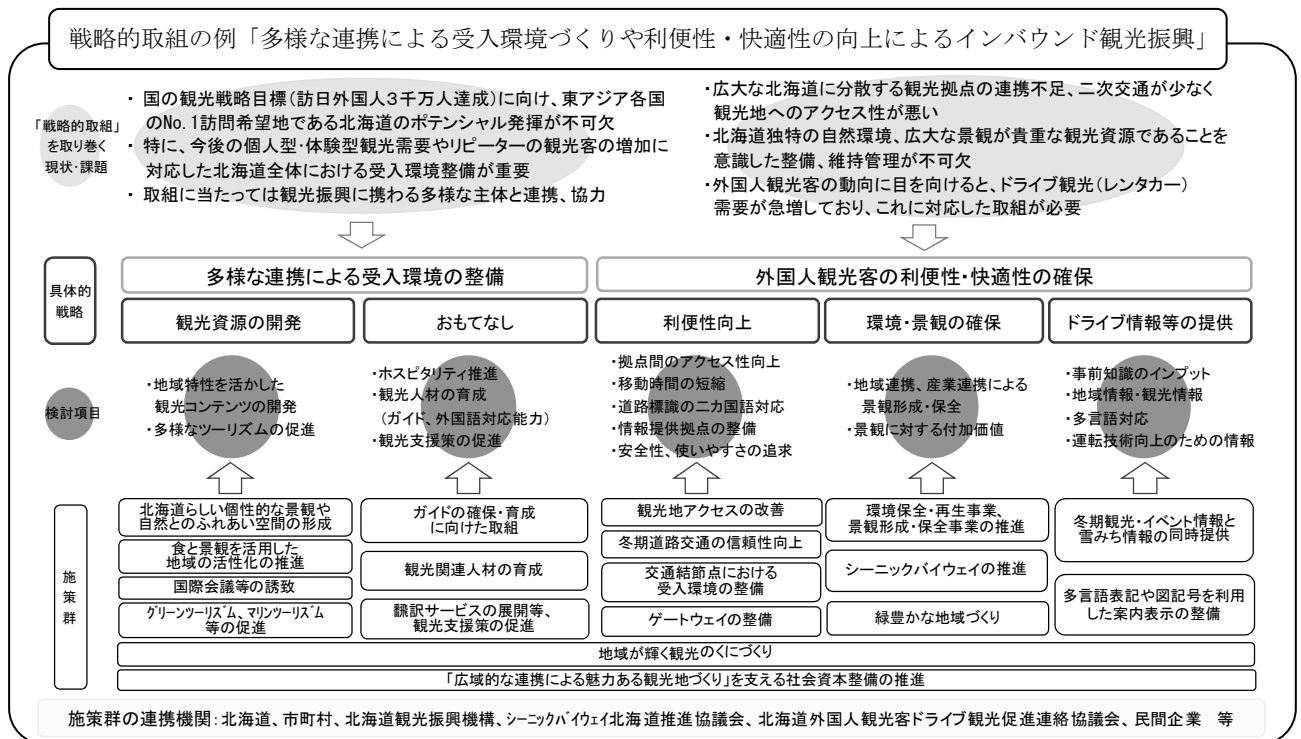 戦略的取組の例「多様な連携による受入環境づくりや利便性・快適性の向上によるインバウンド観光振興」
「戦略的取組」
を取り巻く
現状・課題
・ 国の観光戦略目標（訪日外国人３千万人達成）に向け、東アジア各国
のNo.1訪問希望地である北海道のポテンシャル発揮が不可欠
・ 特に、今後の個人型・体験型観光需要やリピーターの観光客の増加に
対応した北海道全体における受入環境整備が重要
・ 取組に当たっては観光振興に携わる多様な主体と連携、協力
・広大な北海道に分散する観光拠点の連携不足、二次交通が少なく
観光地へのアクセス性が悪い
・北海道独特の自然環境、広大な景観が貴重な観光資源であることを
意識した整備、維持管理が不可欠
・外国人観光客の動向に目を向けると、ドライブ観光（レンタカー）
需要が急増しており、これに対応した取組が必要
具体的
戦略
多様な連携による受入環境の整備
外国人観光客の利便性・快適性の確保
観光資源の開発
おもてなし
利便性向上
環境・景観の確保
ドライブ情報等の提供
検討項目
・地域特性を活かした
観光コンテンツの開発
・多様なツーリズムの促進
・ホスピタリティ推進
・観光人材の育成
（ガイド、外国語対応能力）
・観光支援策の促進
・拠点間のアクセス性向上
・移動時間の短縮
・道路標識の二カ国語対応
・情報提供拠点の整備
・安全性、使いやすさの追求
・地域連携、産業連携による
景観形成・保全
・景観に対する付加価値
・事前知識のインプット
・地域情報・観光情報
・多言語対応
・運転技術向上のための情報
施策群
北海道らしい個性的な景観や
自然とのふれあい空間の形成
食と景観を活用した
地域の活性化の推進
国際会議等の誘致
グリーンツーリズム、マリンツーリズム
等の促進
ガイドの確保・育成
に向けた取組
観光関連人材の育成
翻訳サービスの展開等、
観光支援策の促進
観光地アクセスの改善
冬期道路交通の信頼性向上
交通結節点における
受入環境の整備
ゲートウェイの整備
環境保全・再生事業、
景観形成・保全事業の推進
シーニックバイウェイの推進
緑豊かな地域づくり
冬期観光・イベント情報と
雪みち情報の同時提供
多言語表記や図記号を利用
した案内表示の整備
地域が輝く観光のくにづくり
「広域的な連携による魅力ある観光地づくり」を支える社会資本整備の推進
施策群の連携機関：北海道、市町村、北海道観光振興機構、シーニックバイウェイ北海道推進協議会、北海道外国人観光客ドライブ観光促進連絡協議会、民間企業　等